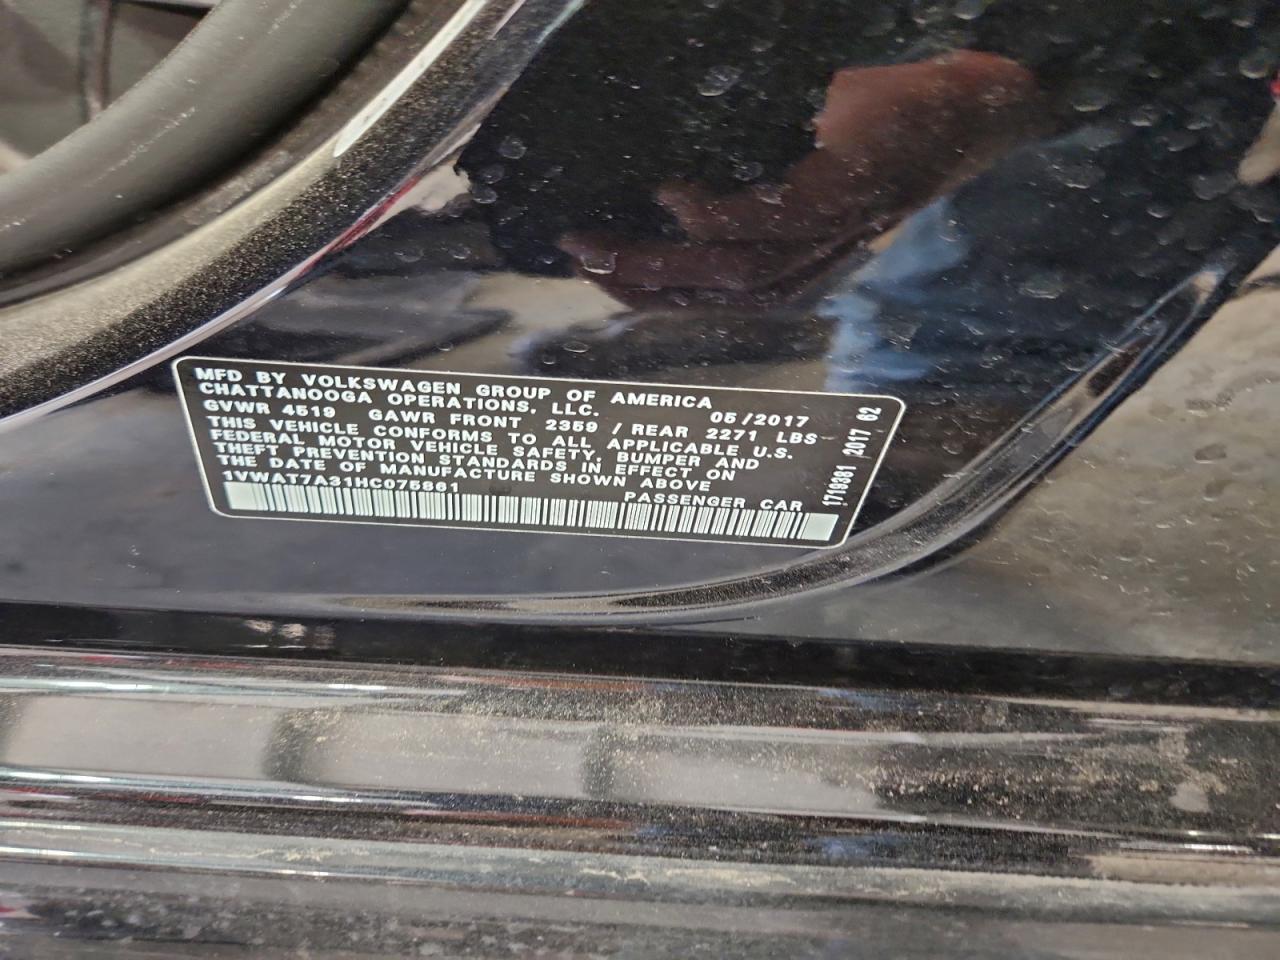 MFD BY VOLKSWAGEN GROUP OF AMERICA
CHATTANOOGA OPERATIONS, LLC. 05/2017
GVWR 4519 GAWR FRONT 2359 / REAR 2271 LBS
THIS VEHICLE CONFORMS TO ALL APPLICABLE U.S.
FEDERAL MOTOR VEHICLE SAFETY, BUMPER AND
THEFT PREVENTION STANDARDS IN EFFECT ON
THE DATE OF MANUFACTURE SHOWN ABOVE
1VWAT7A31HC075861 PASSENGER CAR
1719381 2017 62